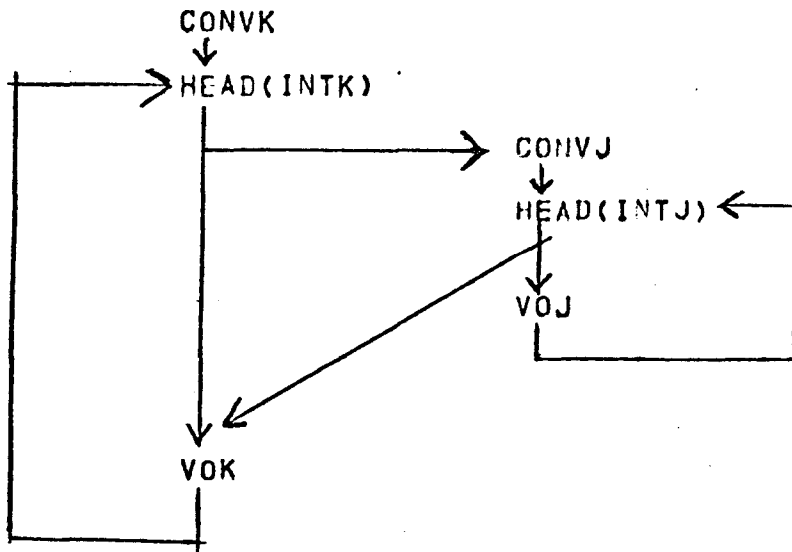 CONVK
HEAD(INTK)
CONVJ
HEAD(INTJ)
VOJ
VOK